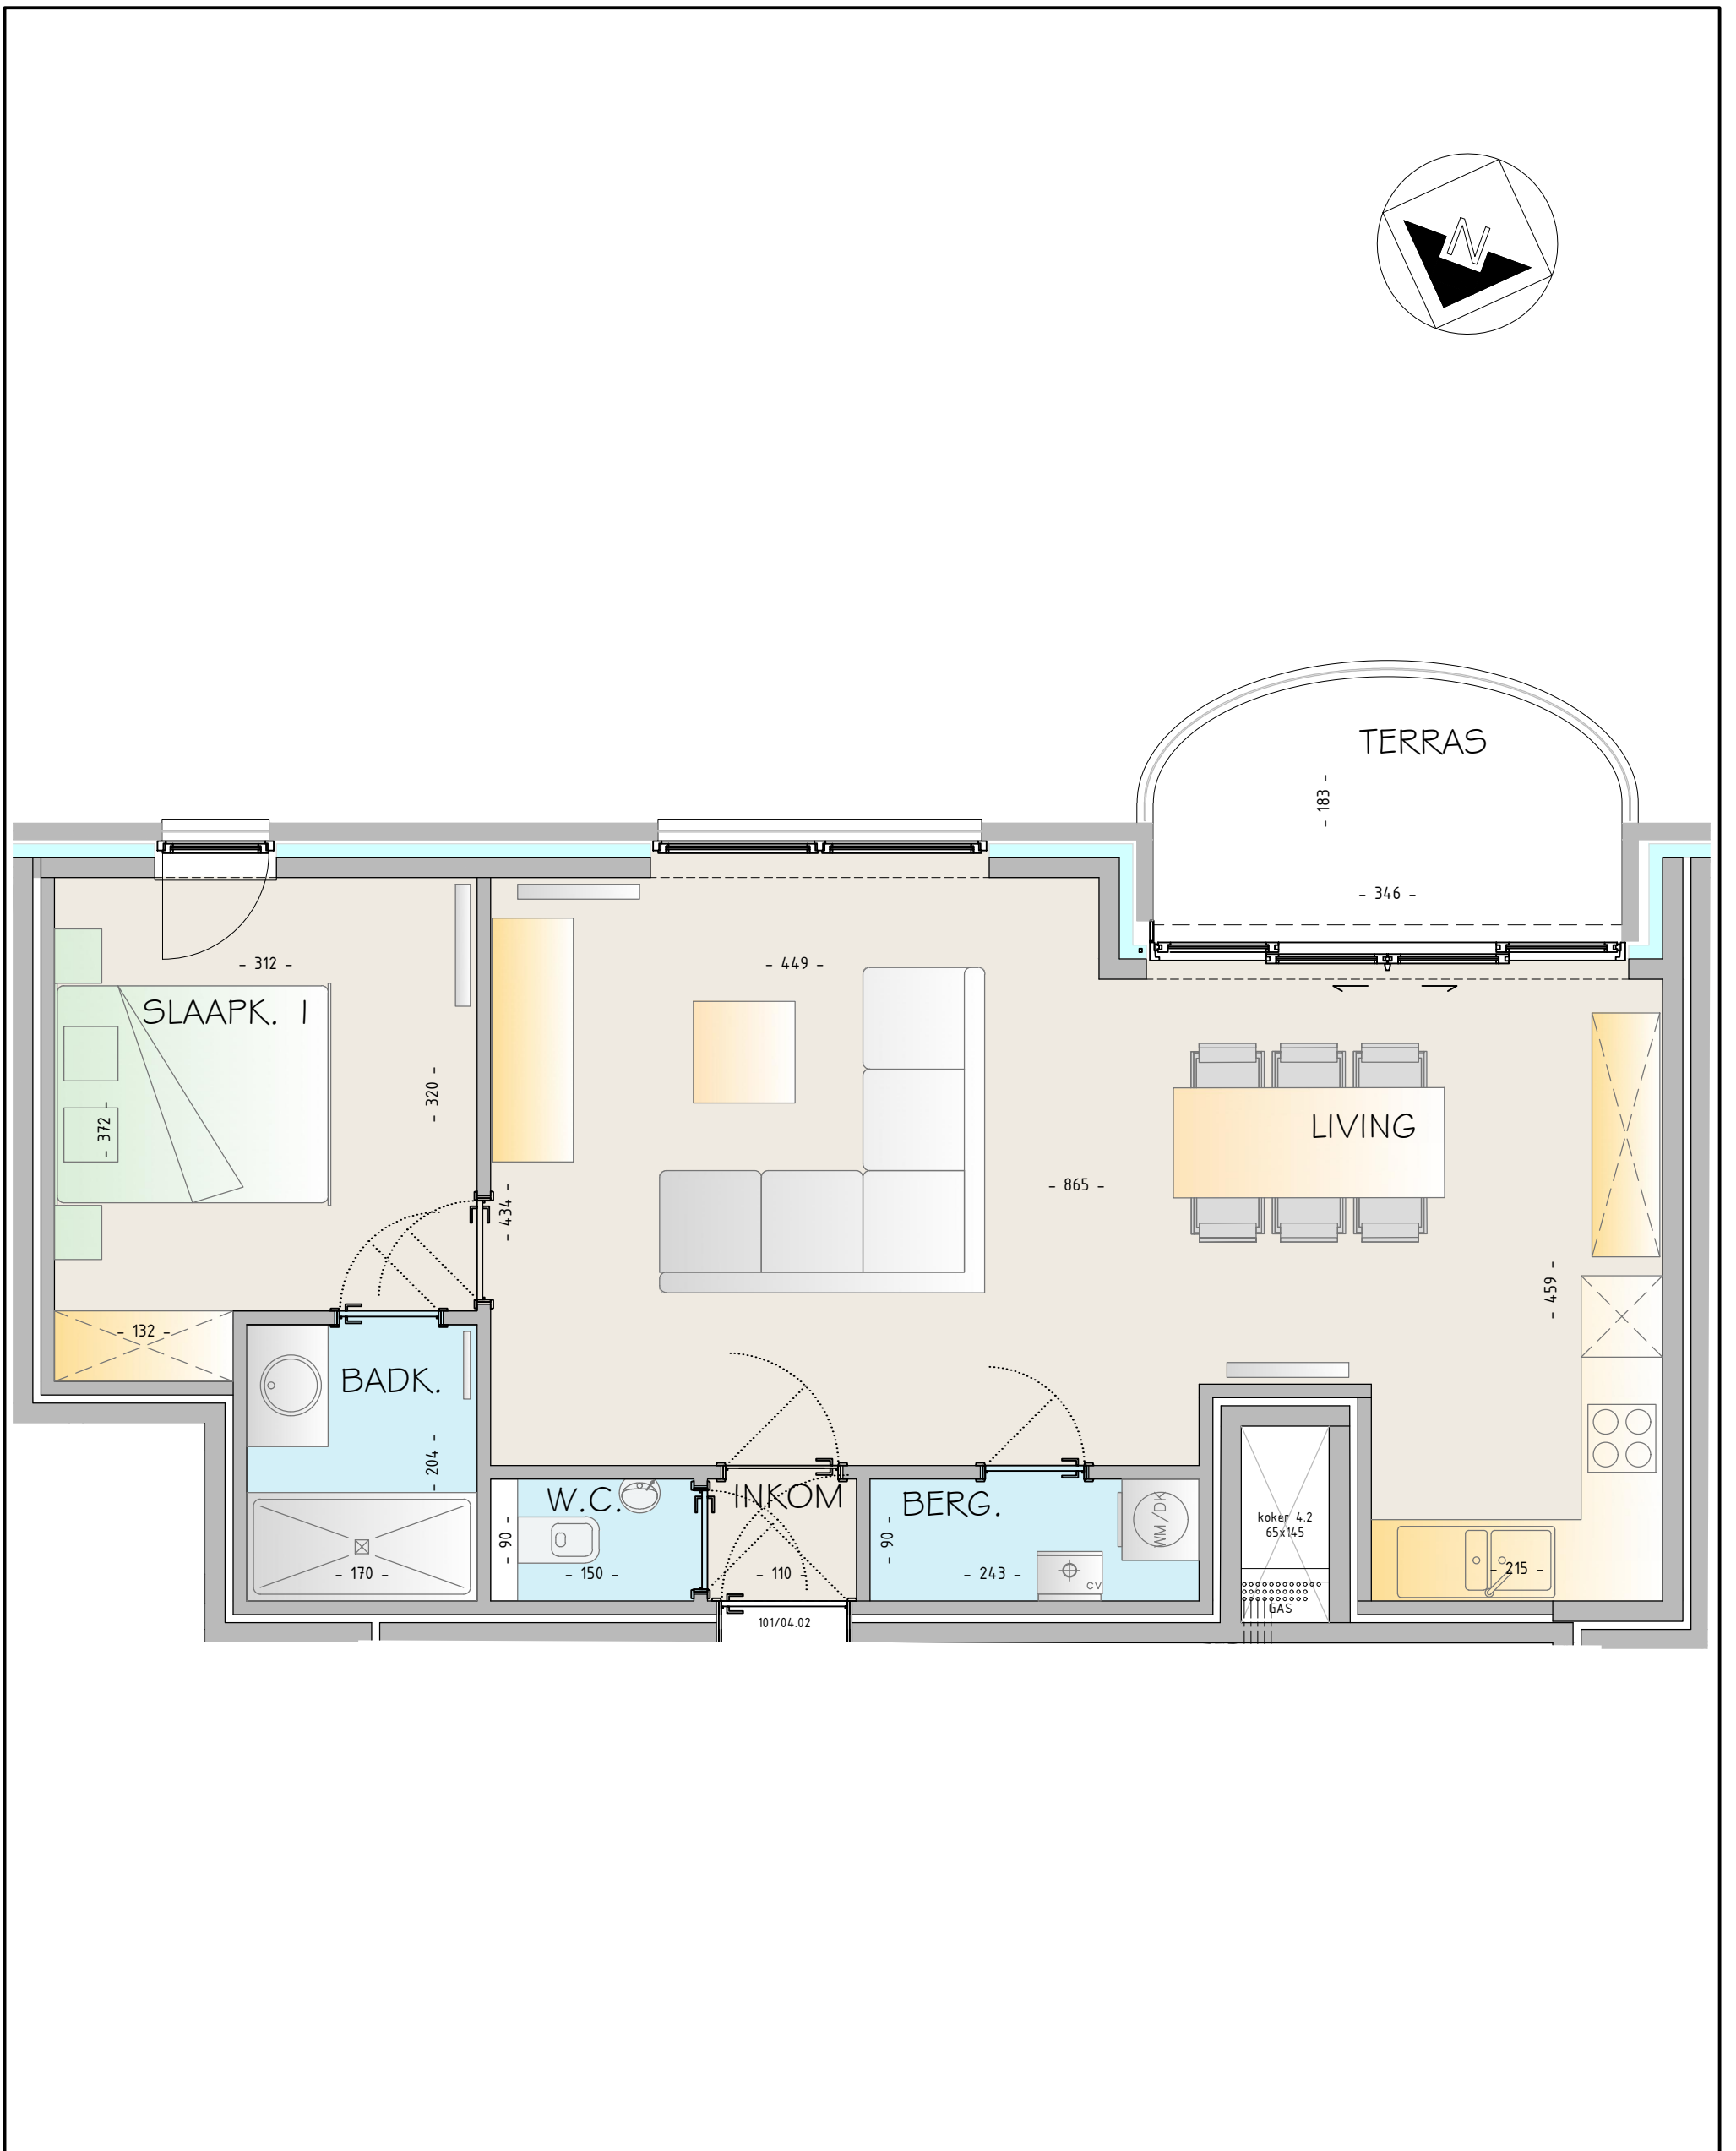 N
TERRAS
- 183 -
- 346 -
- 312 -
- 449 -
SLAAPK. 1
- 320 -
- 372 -
LIVING
- 865 -
- 434 -
- 459 -
- 132 -
BADK.
- 204 -
W.C.
INKOM
BERG.
WM/DK
koker 4.2
65x145
- 90 -
- 90 -
- 170 -
- 150 -
- 110 -
- 243 -
CV
- 215 -
GAS
101/04.02